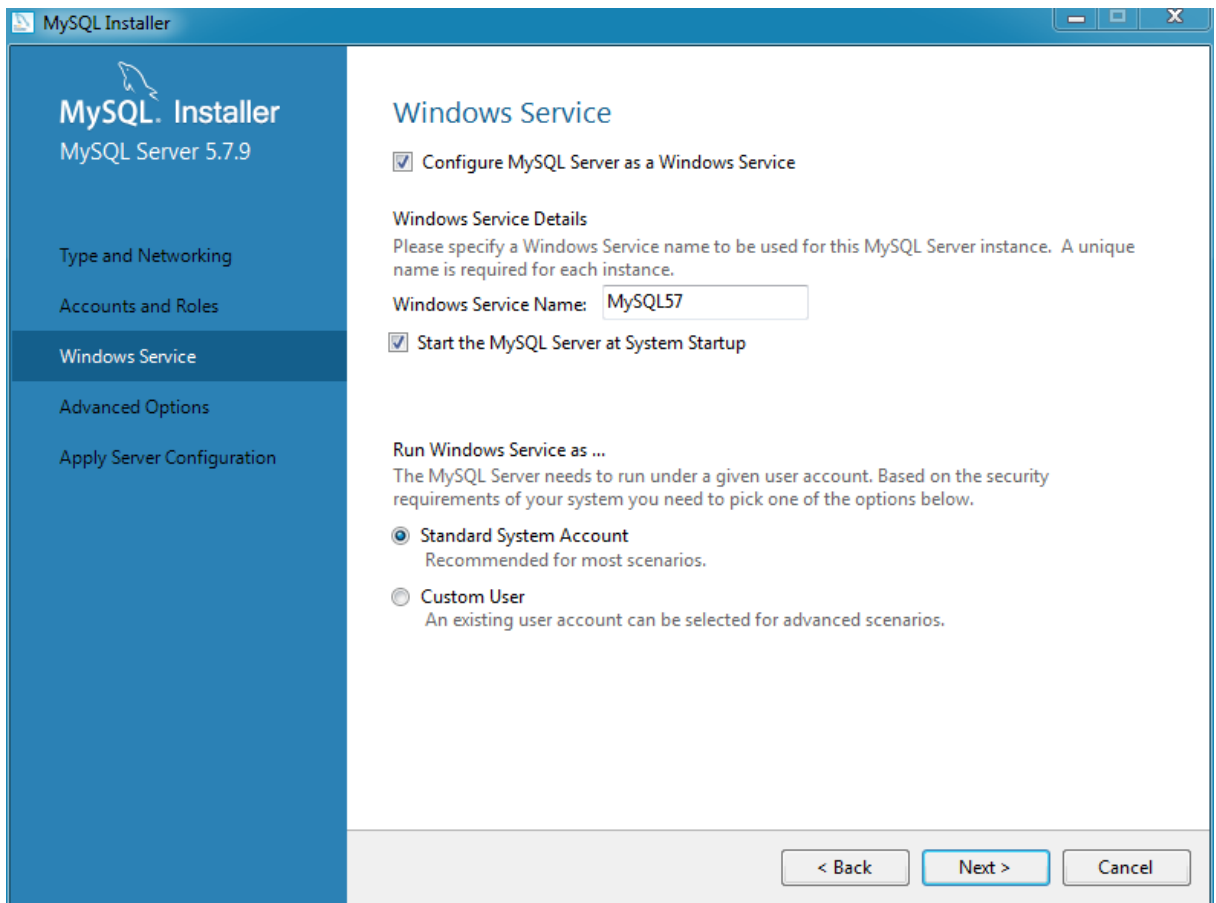 MySQL Installer
MySQL. Installer
MySQL Server 5.7.9
Type and Networking
Accounts and Roles
Windows Service
Advanced Options
Apply Server Configuration
Windows Service
Configure MySQL Server as a Windows Service
Windows Service Details
Please specify a Windows Service name to be used for this MySQL Server instance. A unique
name is required for each instance.
Windows Service Name: MySQL57
Start the MySQL Server at System Startup
Run Windows Service as ...
The MySQL Server needs to run under a given user account. Based on the security
requirements of your system you need to pick one of the options below.
Standard System Account
Recommended for most scenarios.
Custom User
An existing user account can be selected for advanced scenarios.
< Back Next > Cancel